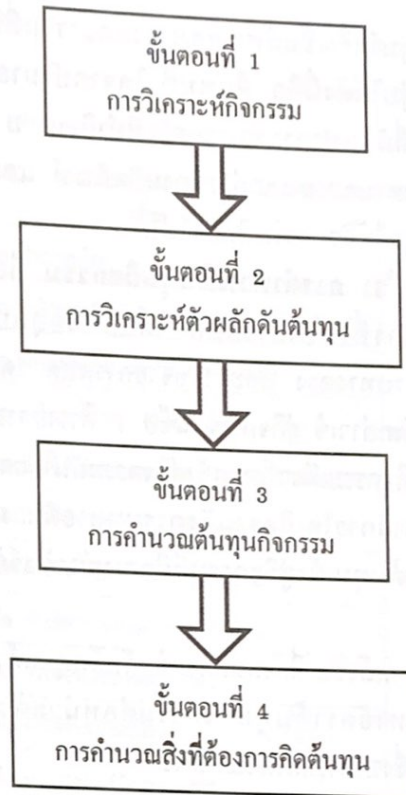 ขั้นตอนที่ 1
การวิเคราะห์กิจกรรม
ขั้นตอนที่ 2
การวิเคราะห์ตัวผลักดันต้นทุน
ขั้นตอนที่ 3
การคำนวณต้นทุนกิจกรรม
ขั้นตอนที่ 4
การคำนวณสิ่งที่ต้องการคิดต้นทุน